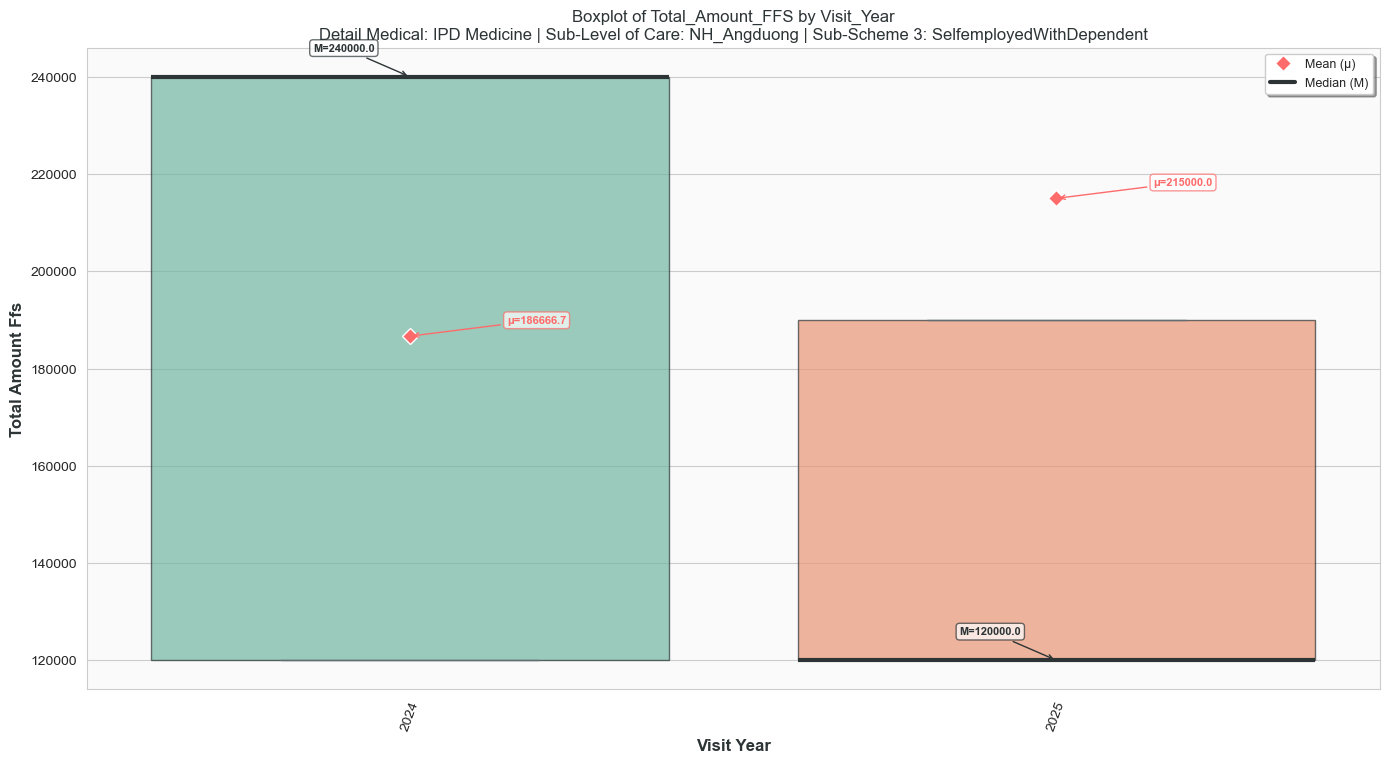 Boxplot of Total_Amount_FFS by Visit_Year
Detail Medical: IPD Medicine | Sub-Level of Care: NH_Angduong | Sub-Scheme 3: SelfemployedWithDependent
M=240000.0
Mean (μ)
Median (M)
240000
220000
200000
180000
160000
140000
120000
μ=215000.0
μ=186666.7
M=120000.0
Total Amount Ffs
2024
2025
Visit Year